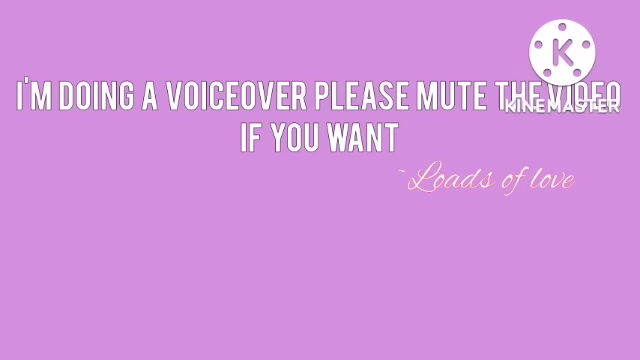 I'M DOING A VOICEOVER PLEASE MUTE THE VIDEO
KINEMASTER
IF YOU WANT
~Loads of love